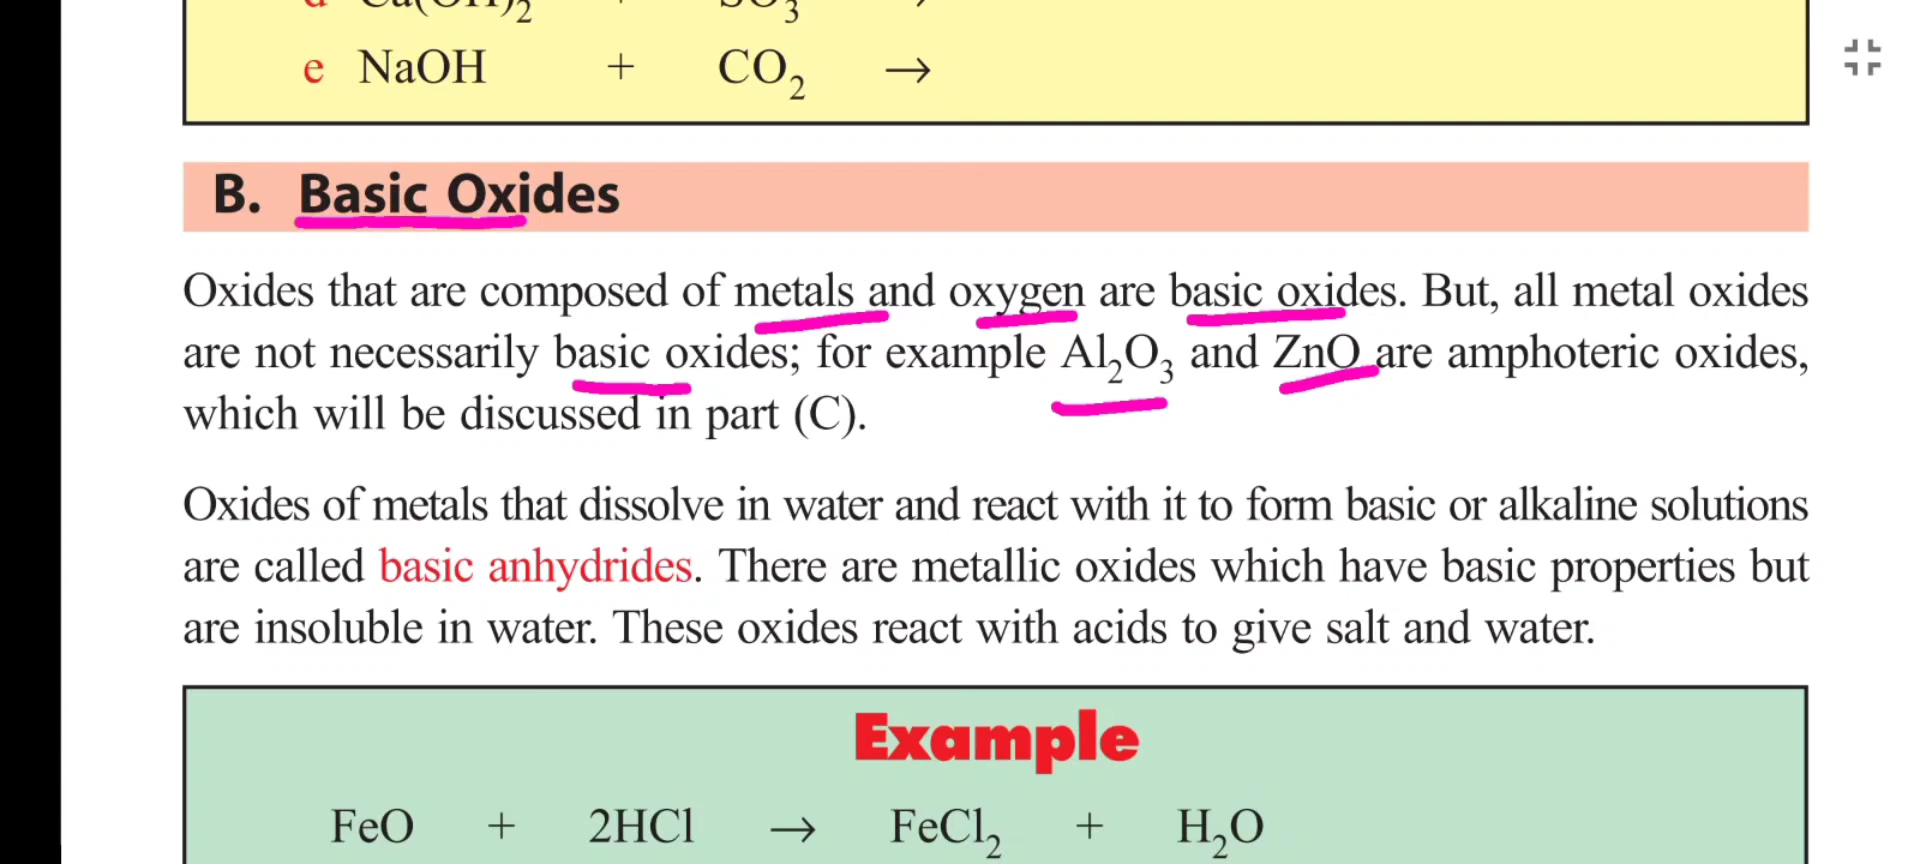 d Ca(OH)₂ + SO₃ →
e NaOH + CO₂ →
B. Basic Oxides
Oxides that are composed of metals and oxygen are basic oxides. But, all metal oxides
are not necessarily basic oxides; for example Al₂O₃ and ZnO are amphoteric oxides,
which will be discussed in part (C).
Oxides of metals that dissolve in water and react with it to form basic or alkaline solutions
are called basic anhydrides. There are metallic oxides which have basic properties but
are insoluble in water. These oxides react with acids to give salt and water.
Example
FeO + 2HCl → FeCl₂ + H₂O